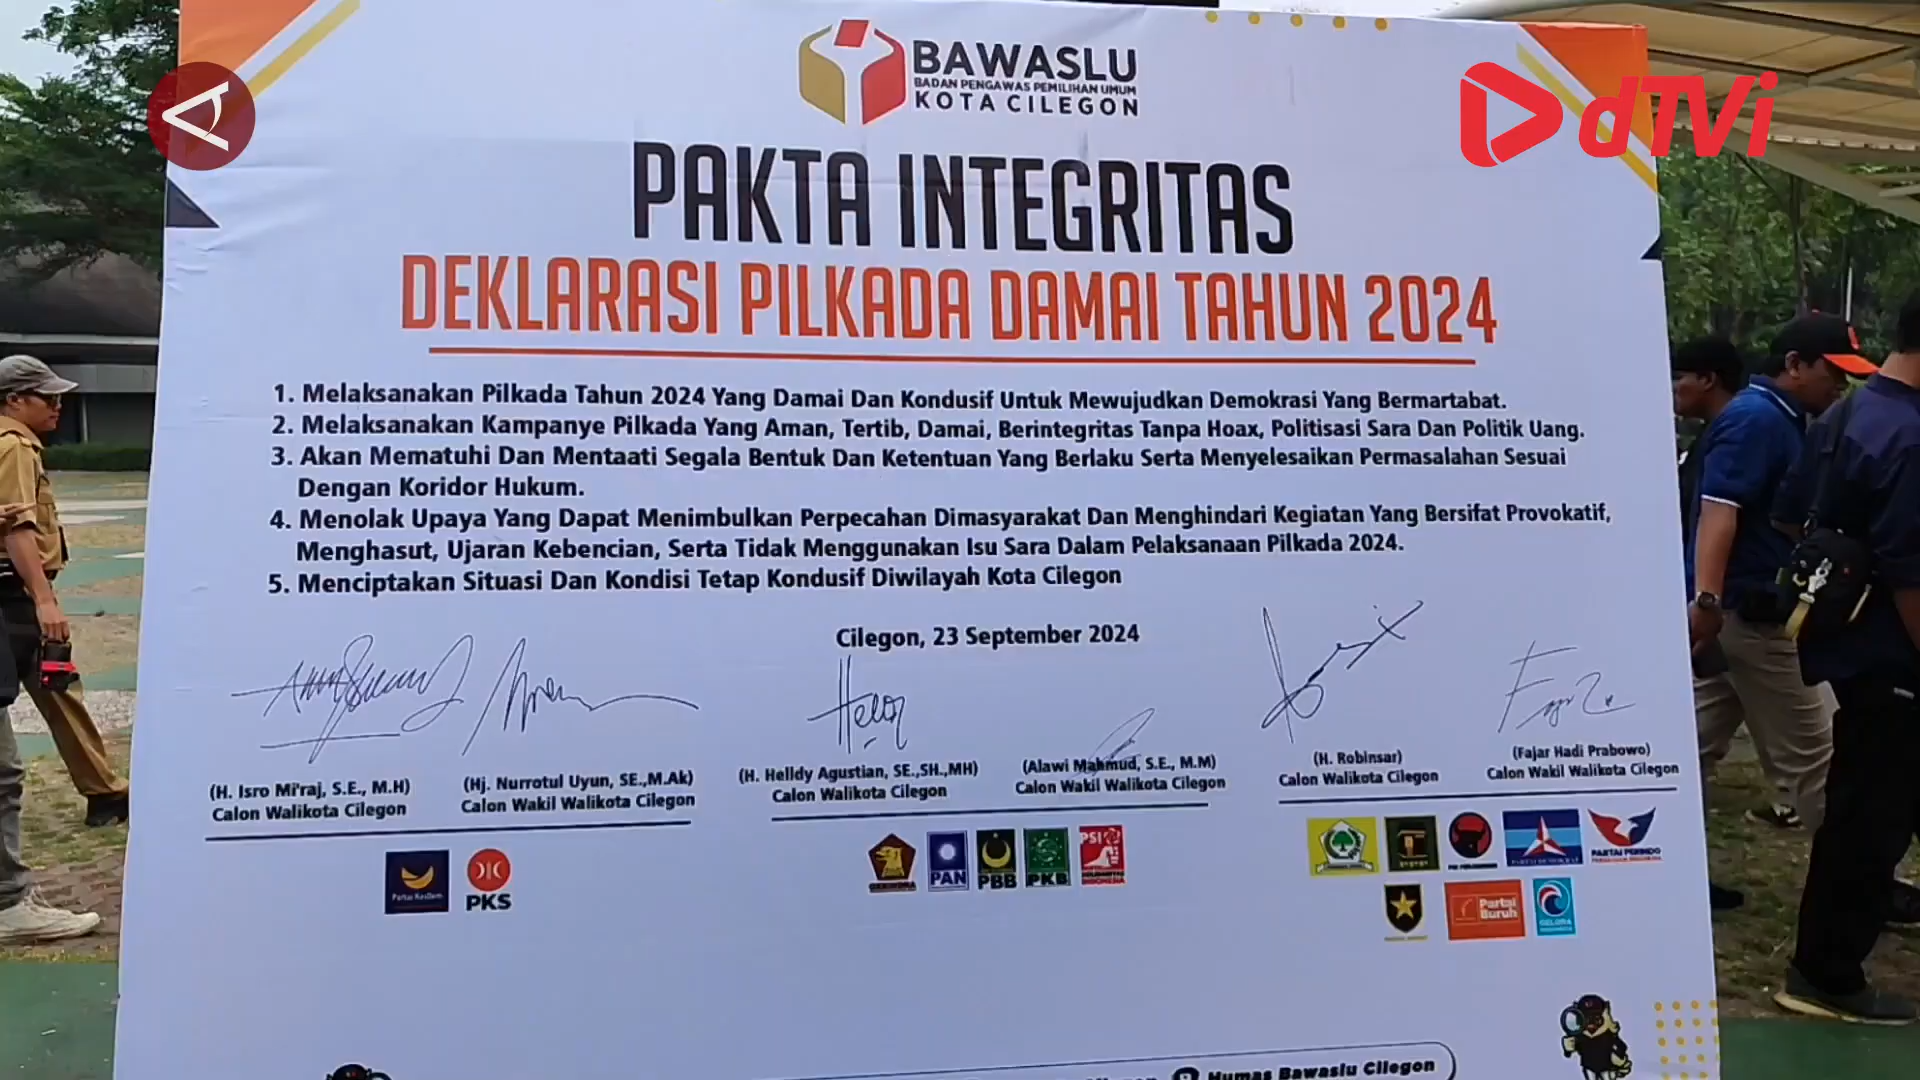 BAWASLU
BADAN PENGAWAS PEMILIHAN UMUM
KOTA CILEGON
dTVi
PAKTA INTEGRITAS
DEKLARASI PILKADA DAMAI TAHUN 2024
1. Melaksanakan Pilkada Tahun 2024 Yang Damai Dan Kondusif Untuk Mewujudkan Demokrasi Yang Bermartabat.
2. Melaksanakan Kampanye Pilkada Yang Aman, Tertib, Damai, Berintegritas Tanpa Hoax, Politisasi Sara Dan Politik Uang.
3. Akan Mematuhi Dan Mentaati Segala Bentuk Dan Ketentuan Yang Berlaku Serta Menyelesaikan Permasalahan Sesuai
Dengan Koridor Hukum.
4. Menolak Upaya Yang Dapat Menimbulkan Perpecahan Dimasyarakat Dan Menghindari Kegiatan Yang Bersifat Provokatif,
Menghasut, Ujaran Kebencian, Serta Tidak Menggunakan Isu Sara Dalam Pelaksanaan Pilkada 2024.
5. Menciptakan Situasi Dan Kondisi Tetap Kondusif Diwilayah Kota Cilegon
Cilegon, 23 September 2024
(H. Isro Mi'raj, S.E., M.H) (Hj. Nurrotul Uyun, SE.,M.Ak) (H. Helldy Agustian, SE.,SH.,MH) (Alawi Mahmud, S.E., M.M) (H. Robinsar) (Fajar Hadi Prabowo)
Calon Walikota Cilegon Calon Wakil Walikota Cilegon Calon Walikota Cilegon Calon Wakil Walikota Cilegon Calon Walikota Cilegon Calon Wakil Walikota Cilegon
Partai NasDem PKS GERINDRA PAN PBB PKB PSI PARTAI DEMOKRAT PARTAI PERINDO
Partai Buruh GELORA
Humas Bawaslu Cilegon